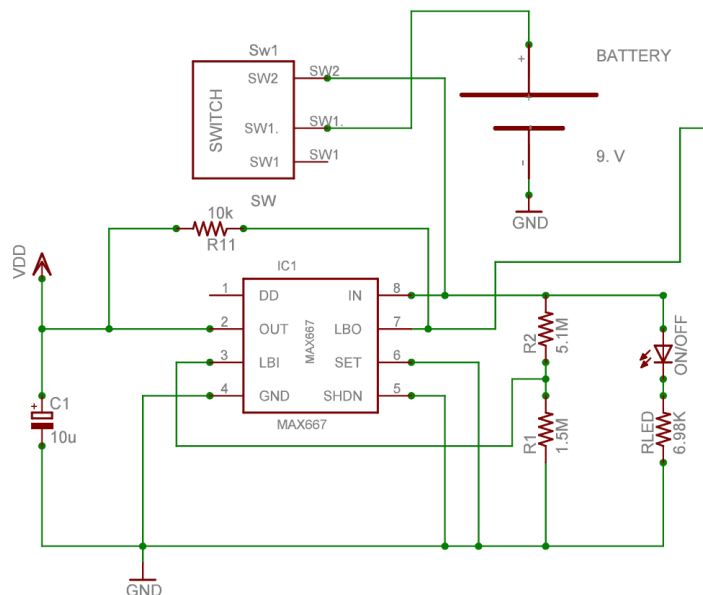 Sw1
SWITCH
SW2
SW2
SW1.
SW1.
SW1
SW1
SW
+
BATTERY
-
9. V
GND
10k
R11
VDD
IC1
1
DD
IN
8
2
OUT
LBO
7
3
LBI
SET
6
4
GND
SHDN
5
MAX667
MAX667
R2
5.1M
ON/OFF
R1
1.5M
RLED
6.98K
+
C1
10u
GND